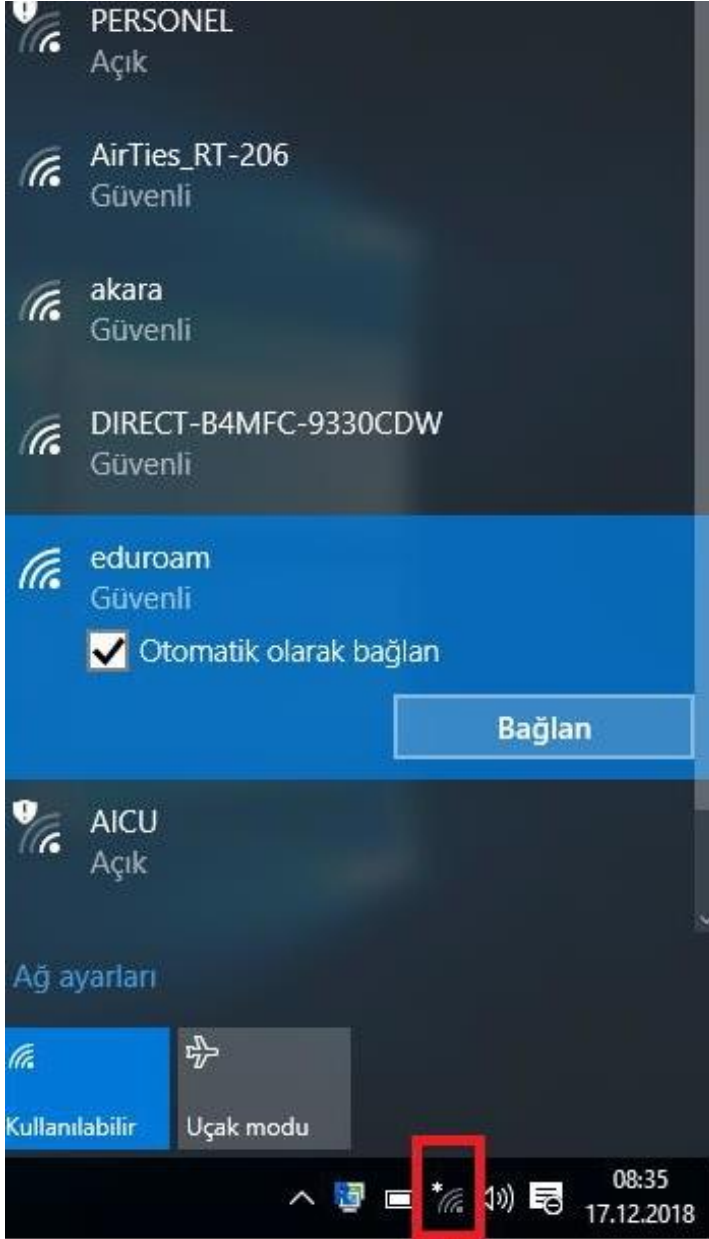 PERSONEL
Açık
AirTies_RT-206
Güvenli
akara
Güvenli
DIRECT-B4MFC-9330CDW
Güvenli
eduroam
Güvenli
Otomatik olarak bağlan
Bağlan
AICU
Açık
Ağ ayarları
Kullanılabilir
Uçak modu
08:35
17.12.2018